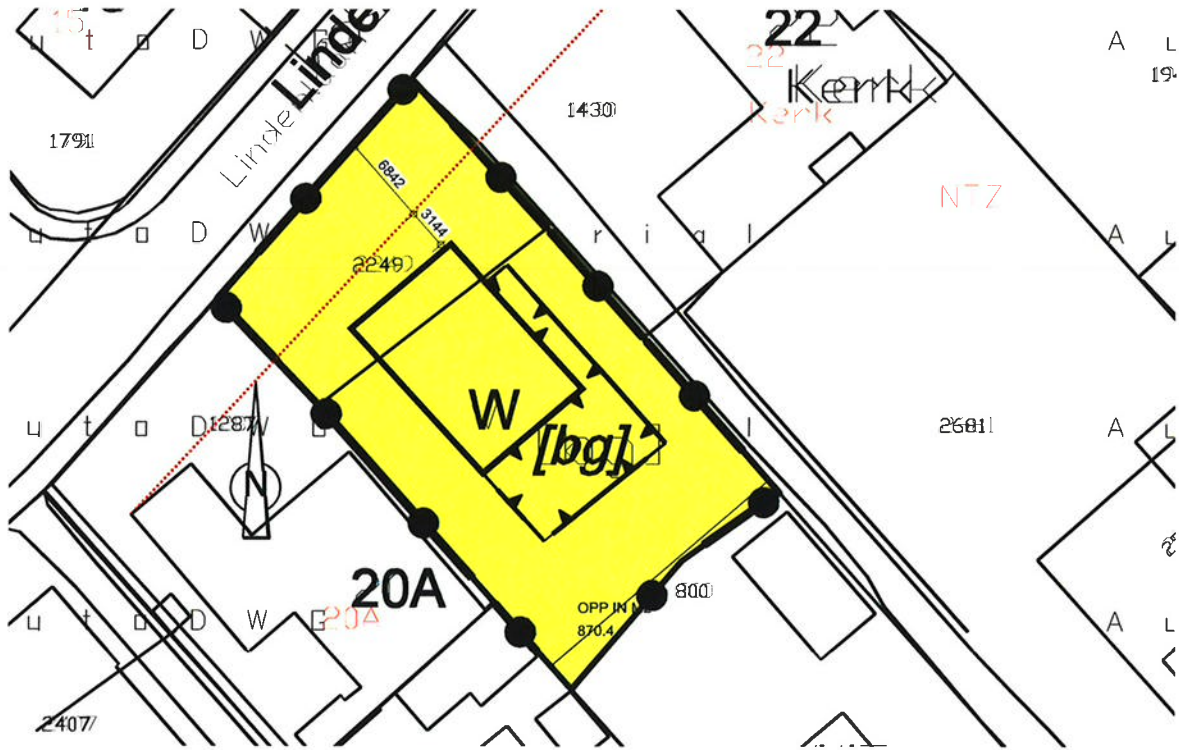 15
u t o D W G
Linde
22
22
Kerk
Kerk
A u
19
1430
1791
Linde
NTZ
6842
3144
u t o D W
r i a l
A u
2249
W
[bg]
u t o D W G
1287
l
2681
A u
N
20A
20A
800
OPP IN M
870.4
u t o D W G
A u
2407